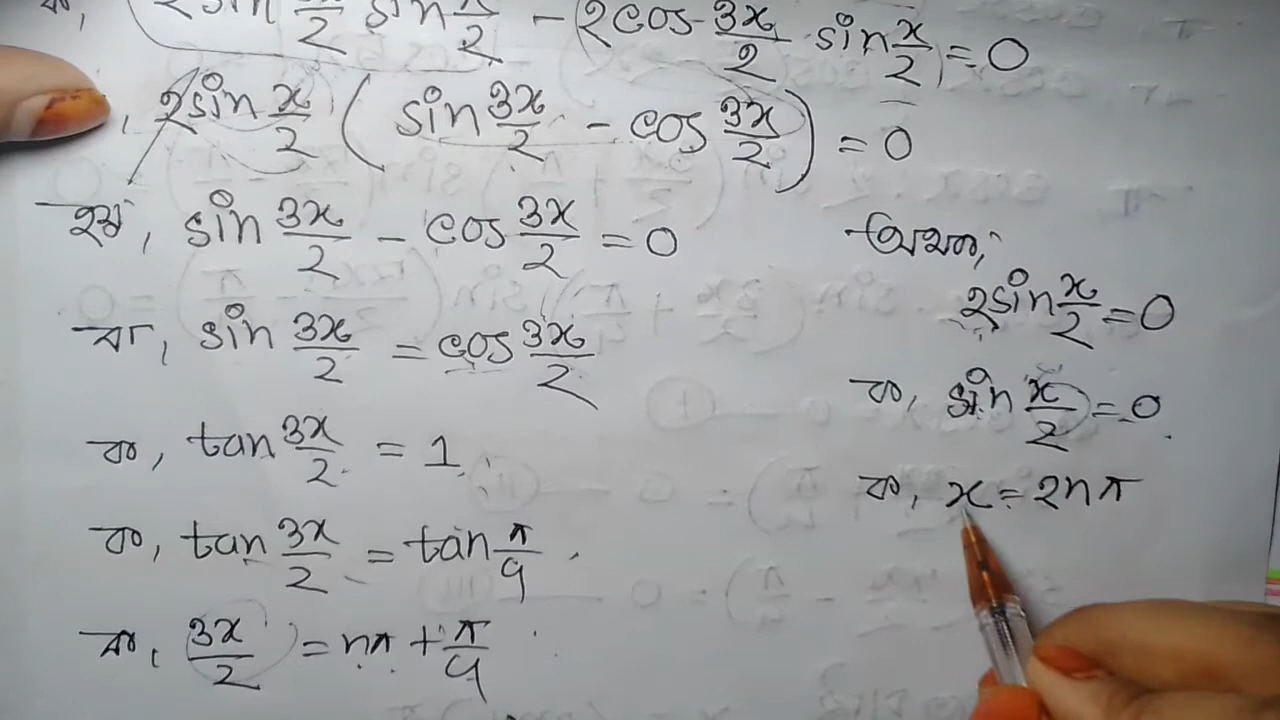 বা, 2sin 3x/2 sin x/2 - 2cos 3x/2 sin x/2 = 0
, 2sin x/2 ( sin 3x/2 - cos 3x/2 ) = 0
হয়, sin 3x/2 - cos 3x/2 = 0
অথবা,
2sin x/2 = 0
বা, sin 3x/2 = cos 3x/2
বা, sin x/2 = 0
বা, tan 3x/2 = 1
বা, x = 2nπ
বা, tan 3x/2 = tan π/4
বা, 3x/2 = nπ + π/4